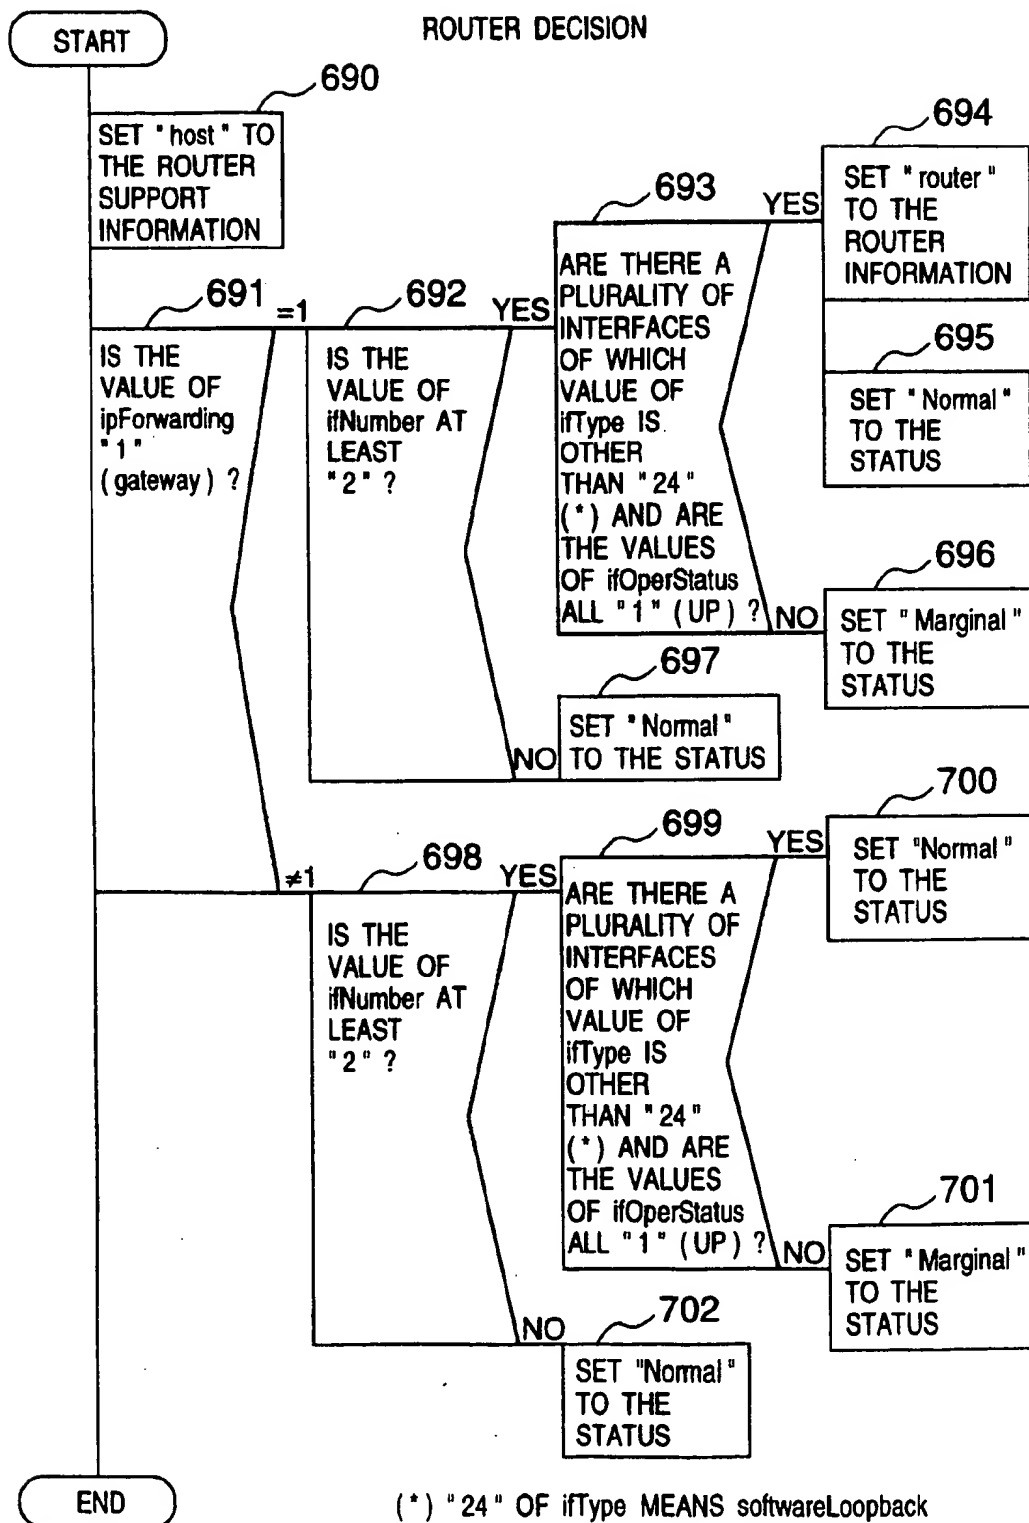 START
ROUTER DECISION
690
SET "host" TO
THE ROUTER
SUPPORT
INFORMATION
691
=1
IS THE
VALUE OF
ipForwarding
"1"
(gateway) ?
692
YES
IS THE
VALUE OF
ifNumber AT
LEAST
"2" ?
693
YES
ARE THERE A
PLURALITY OF
INTERFACES
OF WHICH
VALUE OF
ifType IS
OTHER
THAN "24"
(*) AND ARE
THE VALUES
OF ifOperStatus
ALL "1" (UP) ?
NO
694
SET "router"
TO THE
ROUTER
INFORMATION
695
SET "Normal"
TO THE
STATUS
696
SET "Marginal"
TO THE
STATUS
697
NO
SET "Normal"
TO THE STATUS
≠1
698
YES
IS THE
VALUE OF
ifNumber AT
LEAST
"2" ?
699
YES
ARE THERE A
PLURALITY OF
INTERFACES
OF WHICH
VALUE OF
ifType IS
OTHER
THAN "24"
(*) AND ARE
THE VALUES
OF ifOperStatus
ALL "1" (UP) ?
NO
700
SET "Normal"
TO THE
STATUS
701
SET "Marginal"
TO THE
STATUS
702
NO
SET "Normal"
TO THE
STATUS
END
(*) "24" OF ifType MEANS softwareLoopback